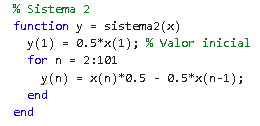 % Sistema 2
function y = sistema2(x)
y(1) = 0.5*x(1); % Valor inicial
for n = 2:101
y(n) = x(n)*0.5 - 0.5*x(n-1);
end
end